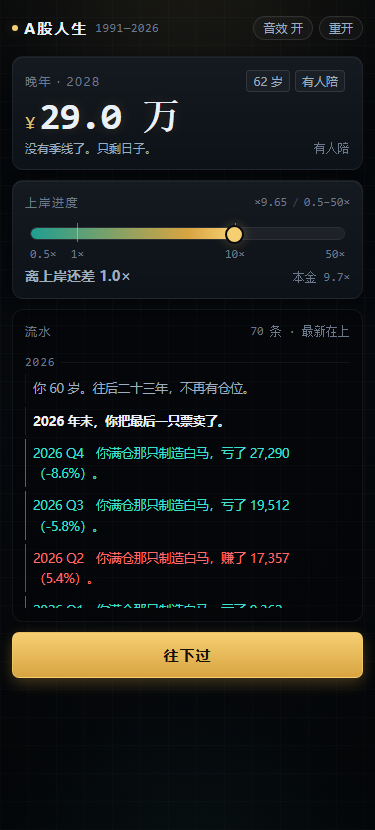 A股人生 1991—2026 音效 开 重开
晚年 · 2028 62 岁 有人陪
¥29.0 万
没有季线了。只剩日子。 有人陪
上岸进度 ×9.65 / 0.5–50×
0.5× 1× 10× 50×
离上岸还差 1.0× 本金 9.7×
流水 70 条 · 最新在上
2026
你 60 岁。往后二十三年，不再有仓位。
2026 年末，你把最后一只票卖了。
2026 Q4 你满仓那只制造白马，亏了 27,290
（-8.6%）。
2026 Q3 你满仓那只制造白马，亏了 19,512
（-5.8%）。
2026 Q2 你满仓那只制造白马，赚了 17,357
（5.4%）。
往下过